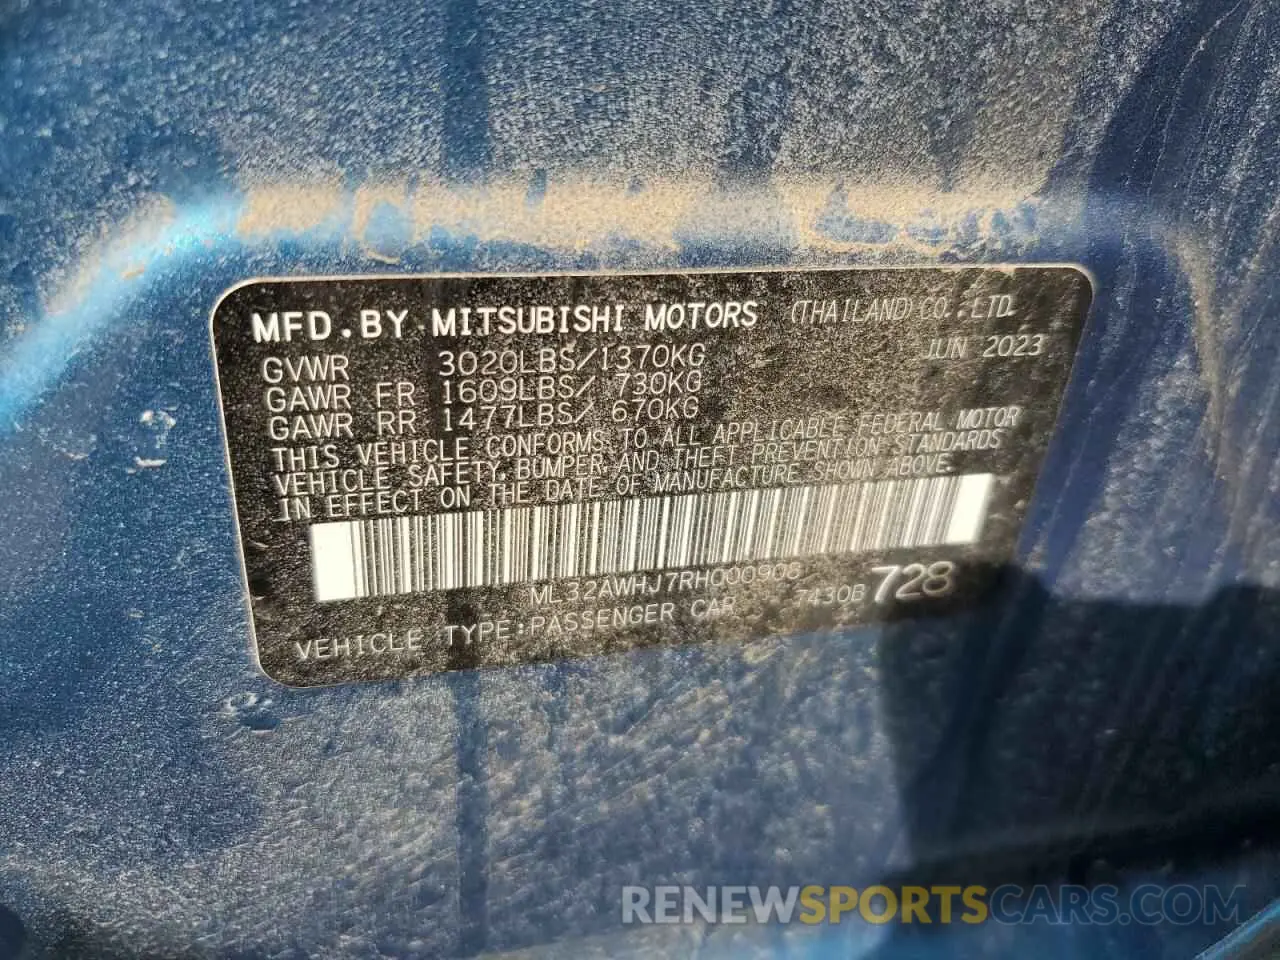 MFD.BY MITSUBISHI MOTORS (THAILAND) CO.,LTD.
GVWR 3020LBS/1370KG JUN 2023
GAWR FR 1609LBS/ 730KG
GAWR RR 1477LBS/ 670KG
THIS VEHICLE CONFORMS TO ALL APPLICABLE FEDERAL MOTOR
VEHICLE SAFETY, BUMPER, AND THEFT PREVENTION STANDARDS
IN EFFECT ON THE DATE OF MANUFACTURE SHOWN ABOVE.
ML32AWHJ7RH000908
VEHICLE TYPE:PASSENGER CAR 7430B 728
RENEWSPORTSCARS.COM